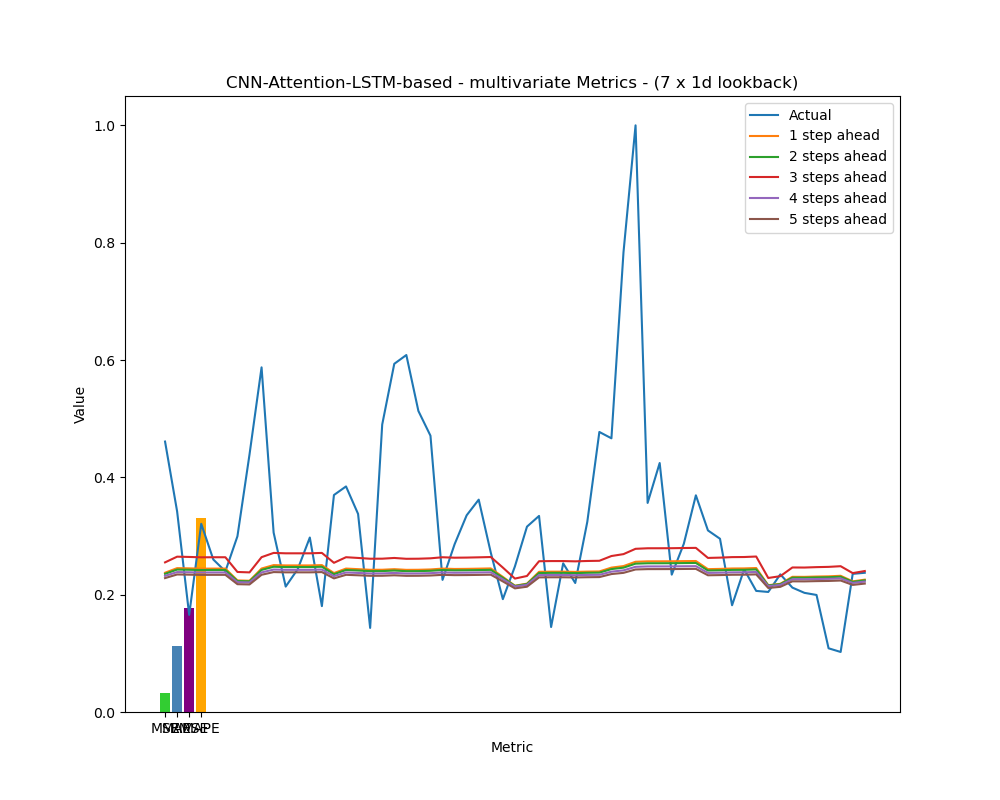 CNN-Attention-LSTM-based - multivariate Metrics - (7 x 1d lookback)
Actual
1 step ahead
2 steps ahead
3 steps ahead
4 steps ahead
5 steps ahead
1.0
0.8
0.6
0.4
0.2
0.0
Value
Metric